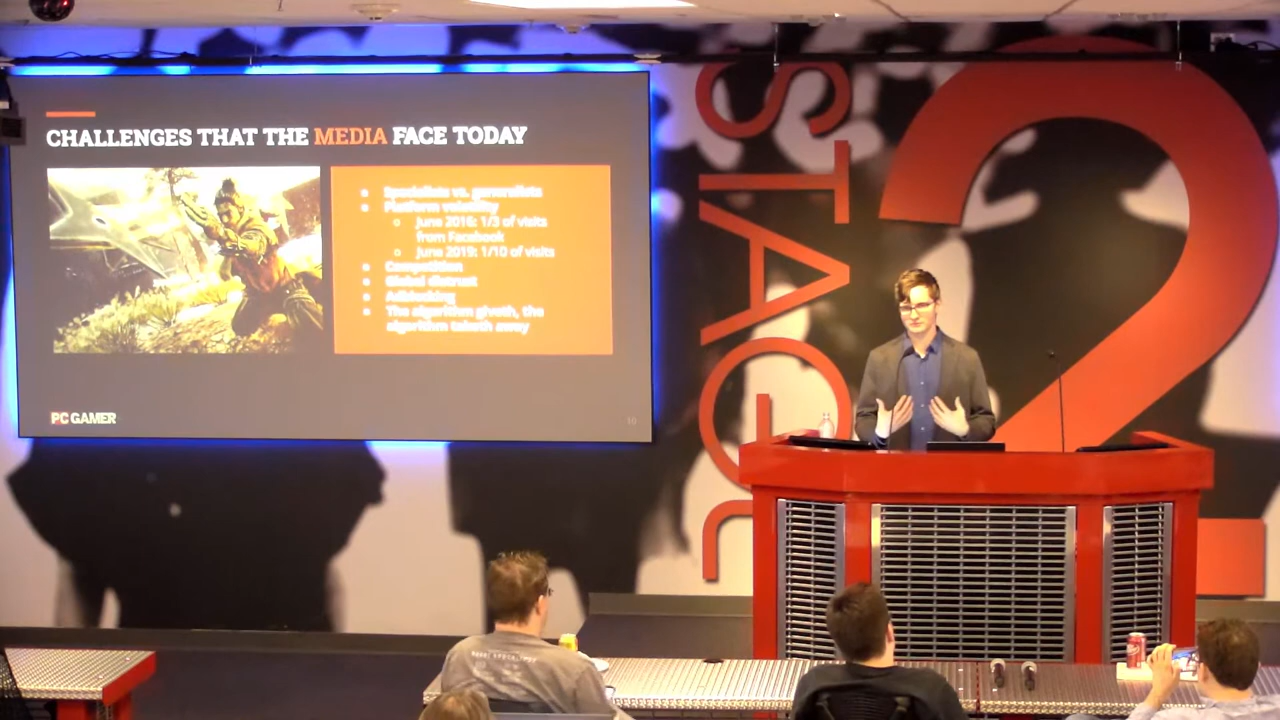 CHALLENGES THAT THE MEDIA FACE TODAY
Specialists vs. generalists
Platform volatility
June 2016: 1/3 of visits
from Facebook
June 2019: 1/10 of visits
Competition
Global distrust
Adblocking
The algorithm giveth, the
algorithm taketh away
PC GAMER
10
STAGE
2